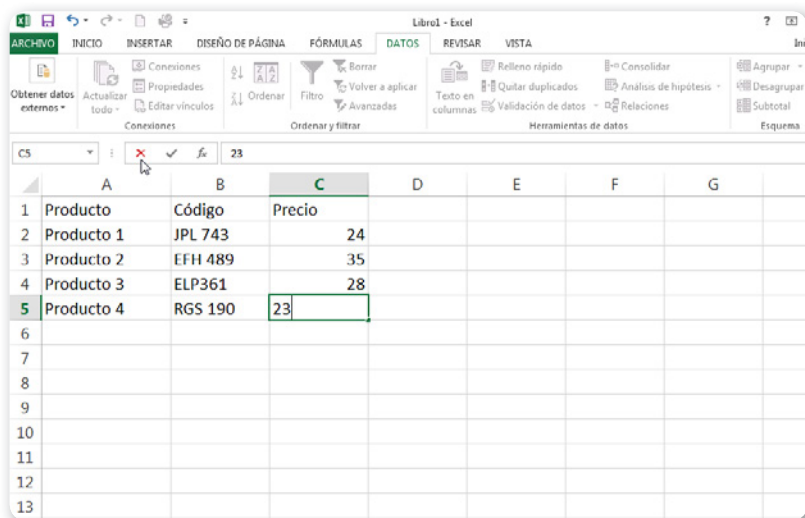 Libro1 - Excel ?
ARCHIVO INICIO INSERTAR DISEÑO DE PÁGINA FÓRMULAS DATOS REVISAR VISTA
Obtener datos externos
Actualizar todo
Conexiones
Propiedades
Editar vínculos
Conexiones
Ordenar
Filtro
Borrar
Volver a aplicar
Avanzadas
Ordenar y filtrar
Texto en columnas
Relleno rápido
Quitar duplicados
Validación de datos
Consolidar
Análisis de hipótesis
Relaciones
Herramientas de datos
Agrupar
Desagrupar
Subtotal
Esquema
C5 fx 23
A B C D E F G
1 Producto Código Precio
2 Producto 1 JPL 743 24
3 Producto 2 EFH 489 35
4 Producto 3 ELP361 28
5 Producto 4 RGS 190 23
6
7
8
9
10
11
12
13